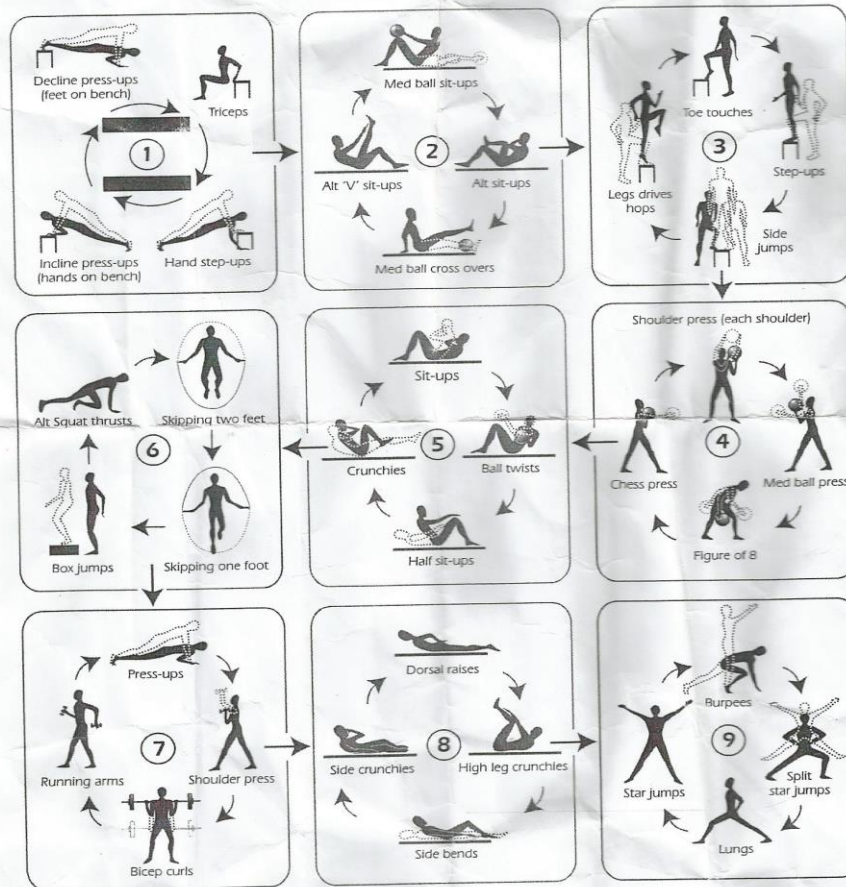 Decline press-ups
(feet on bench)
Triceps
1
Incline press-ups
(hands on bench)
Hand step-ups
Med ball sit-ups
Alt 'V' sit-ups
2
Alt sit-ups
Med ball cross overs
Toe touches
3
Legs drives
hops
Step-ups
Side
jumps
Alt Squat thrusts
Skipping two feet
6
Box jumps
Skipping one foot
Sit-ups
5
Crunchies
Ball twists
Half sit-ups
Shoulder press (each shoulder)
4
Chess press
Med ball press
Figure of 8
Press-ups
7
Running arms
Shoulder press
Bicep curls
Dorsal raises
8
Side crunchies
High leg crunchies
Side bends
Burpees
9
Star jumps
Split
star jumps
Lungs